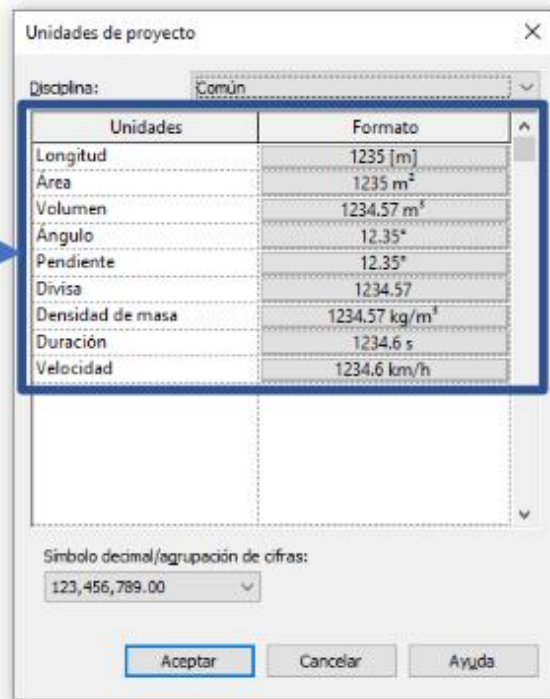 Unidades de proyecto
Disciplina: Común
Unidades Formato
Longitud 1235 [m]
Área 1235 m²
Volumen 1234.57 m³
Ángulo 12.35°
Pendiente 12.35°
Divisa 1234.57
Densidad de masa 1234.57 kg/m³
Duración 1234.6 s
Velocidad 1234.6 km/h
Símbolo decimal/agrupación de cifras:
123,456,789.00
Aceptar Cancelar Ayuda